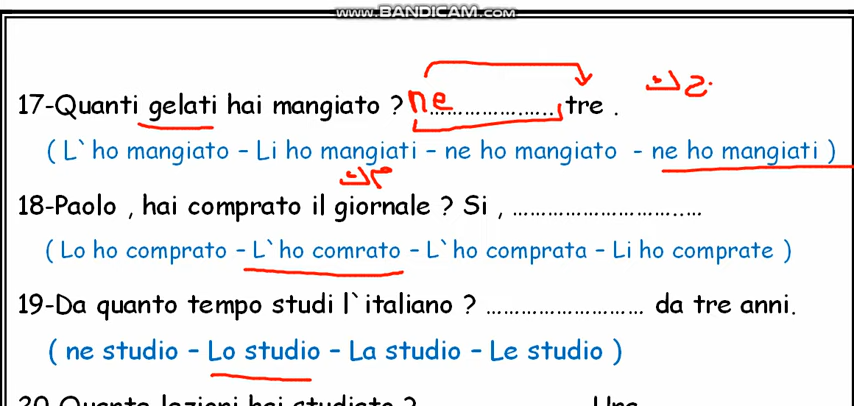 www.BANDICAM.com
17-Quanti gelati hai mangiato ? ne.................. tre .
( L`ho mangiato - Li ho mangiati - ne ho mangiato - ne ho mangiati )
18-Paolo , hai comprato il giornale ? Si , ..............................
( Lo ho comprato - L`ho comrato - L`ho comprata - Li ho comprate )
19-Da quanto tempo studi l`italiano ? ............................ da tre anni.
( ne studio - Lo studio - La studio - Le studio )